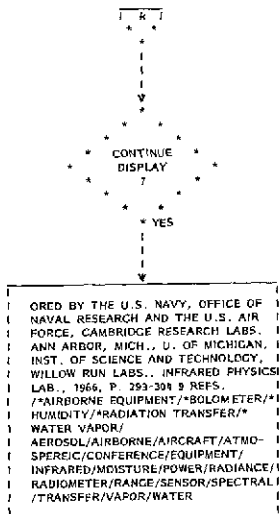 CONTINUE
DISPLAY
?
YES
ORED BY THE U.S. NAVY, OFFICE OF
NAVAL RESEARCH AND THE U.S. AIR
FORCE, CAMBRIDGE RESEARCH LABS.
ANN ARBOR, MICH., U. OF MICHIGAN,
INST. OF SCIENCE AND TECHNOLOGY,
WILLOW RUN LABS., INFRARED PHYSICS
LAB., 1966, P. 293-304 9 REFS.
/*AIRBORNE EQUIPMENT/*BOLOMETER/*
HUMIDITY/*RADIATION TRANSFER/*
WATER VAPOR/
AEROSOL/AIRBORNE/AIRCRAFT/ATMO-
SPEREIC/CONFERENCE/EQUIPMENT/
INFRARED/MOISTURE/POWER/RADIANCE/
RADIOMETER/RANGE/SENSOR/SPECTRAL
/TRANSFER/VAPOR/WATER